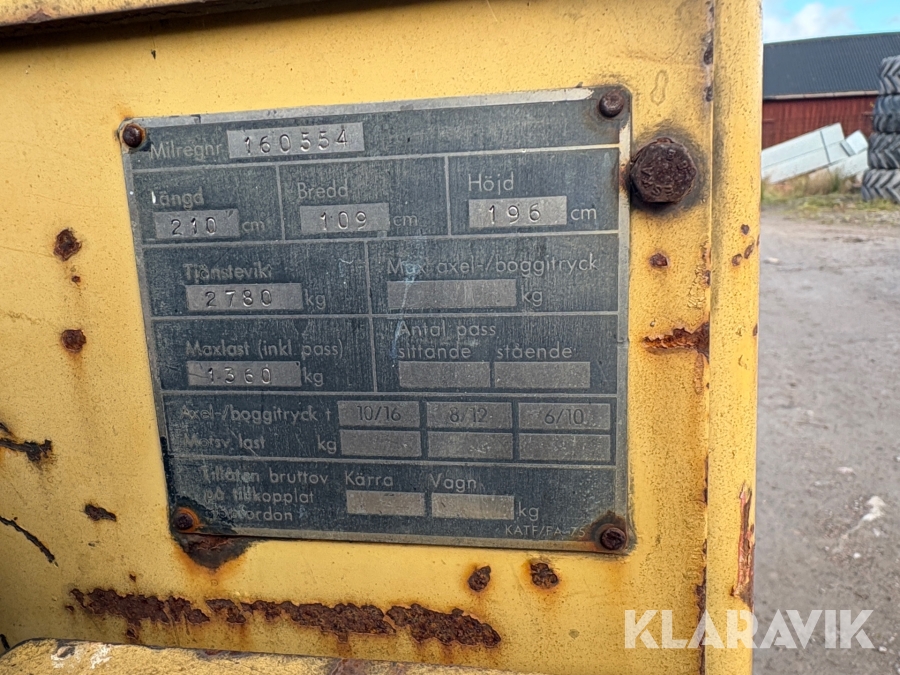 Milregnr 160554
Längd Bredd Höjd
210 cm 109 cm 196 cm
Tjänstevikt Max axel-/boggitryck
2780 kg kg
Maxlast (inkl pass) Antal pass
sittande stående
1360 kg
Axel-/boggitryck t 10/16 8/12 6/10
Motsv last kg
Tillåten bruttov Kärra Vagn
på tillkopplat
fordon kg
KATF/FA-75
KLARAVIK